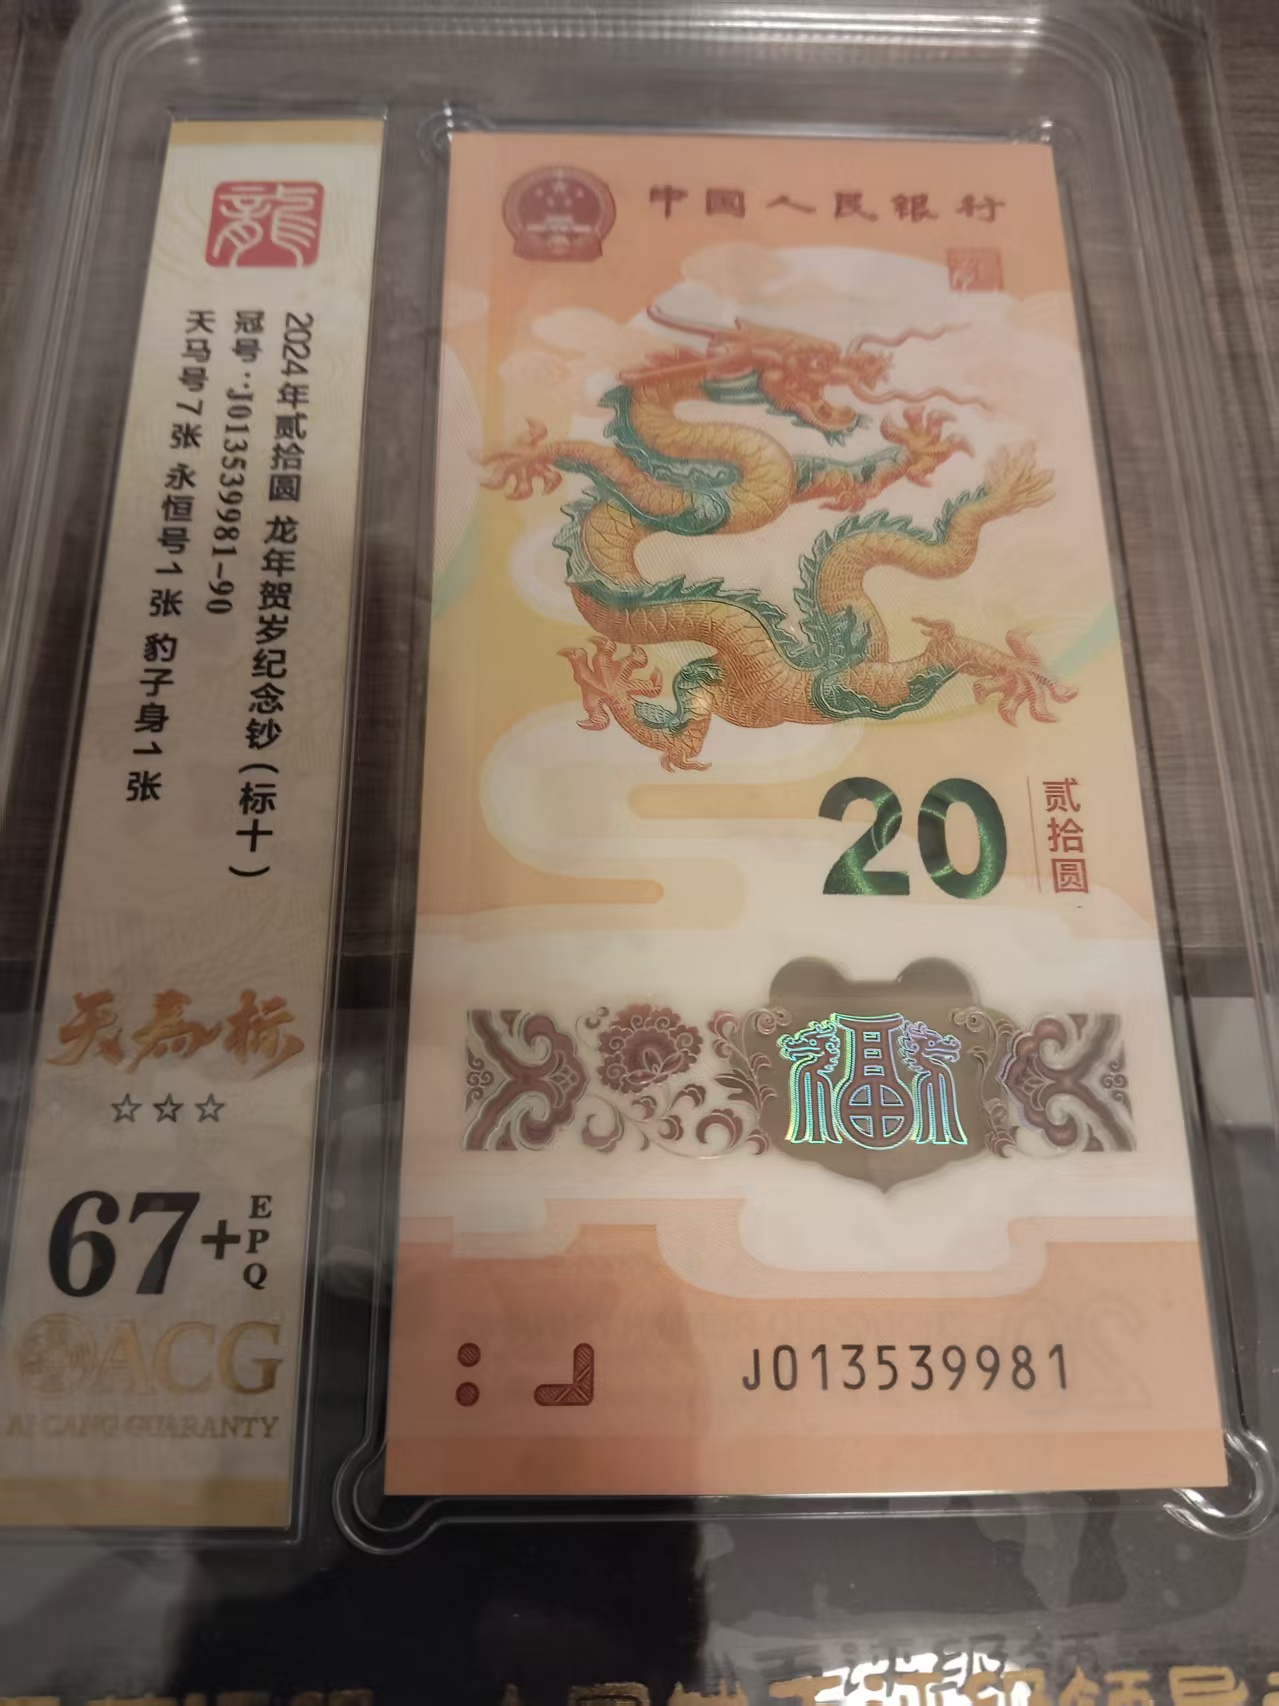 龍
2024年贰拾圆 龙年贺岁纪念钞(标十)
冠号:J013539981-90
天马号7张 永恒号1张 豹子身1张
天马标
☆☆☆
67+EPQ
ACG
AI CANG GUARANTY
中国人民银行
20
贰拾圆
福
J013539981